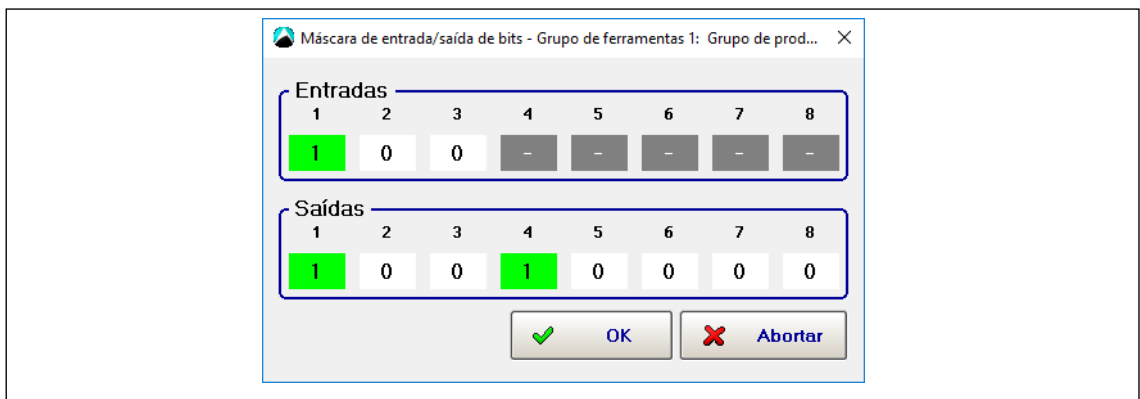 Máscara de entrada/saída de bits - Grupo de ferramentas 1: Grupo de prod...
Entradas
1 2 3 4 5 6 7 8
1 0 0 - - - - -
Saídas
1 2 3 4 5 6 7 8
1 0 0 1 0 0 0 0
OK Abortar